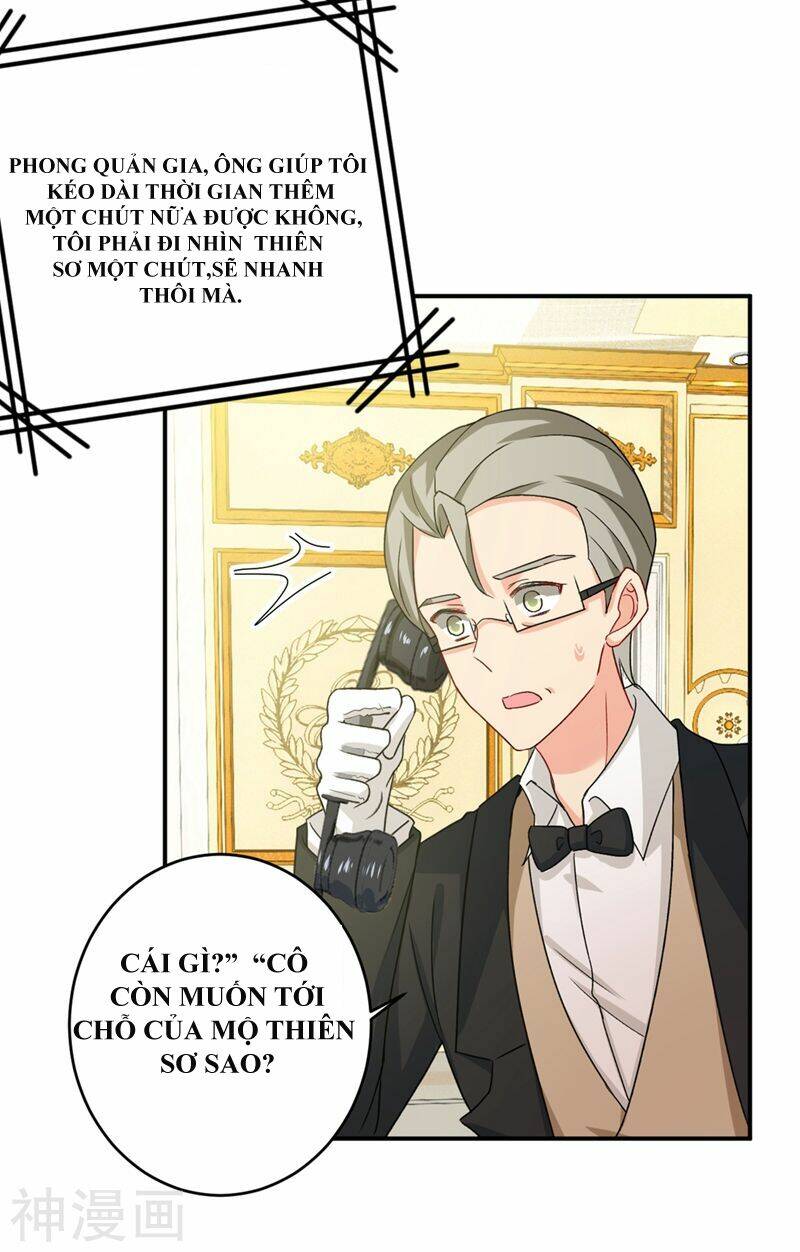 PHONG QUẢN GIA, ÔNG GIÚP TÔI
KÉO DÀI THỜI GIAN THÊM
MỘT CHÚT NỮA ĐƯỢC KHÔNG,
TÔI PHẢI ĐI NHÌN THIÊN
SƠ MỘT CHÚT,SẼ NHANH
THÔI MÀ.
CÁI GÌ?” “CÔ
CÒN MUỐN TỚI
CHỖ CỦA MỘ THIÊN
SƠ SAO?
神漫画